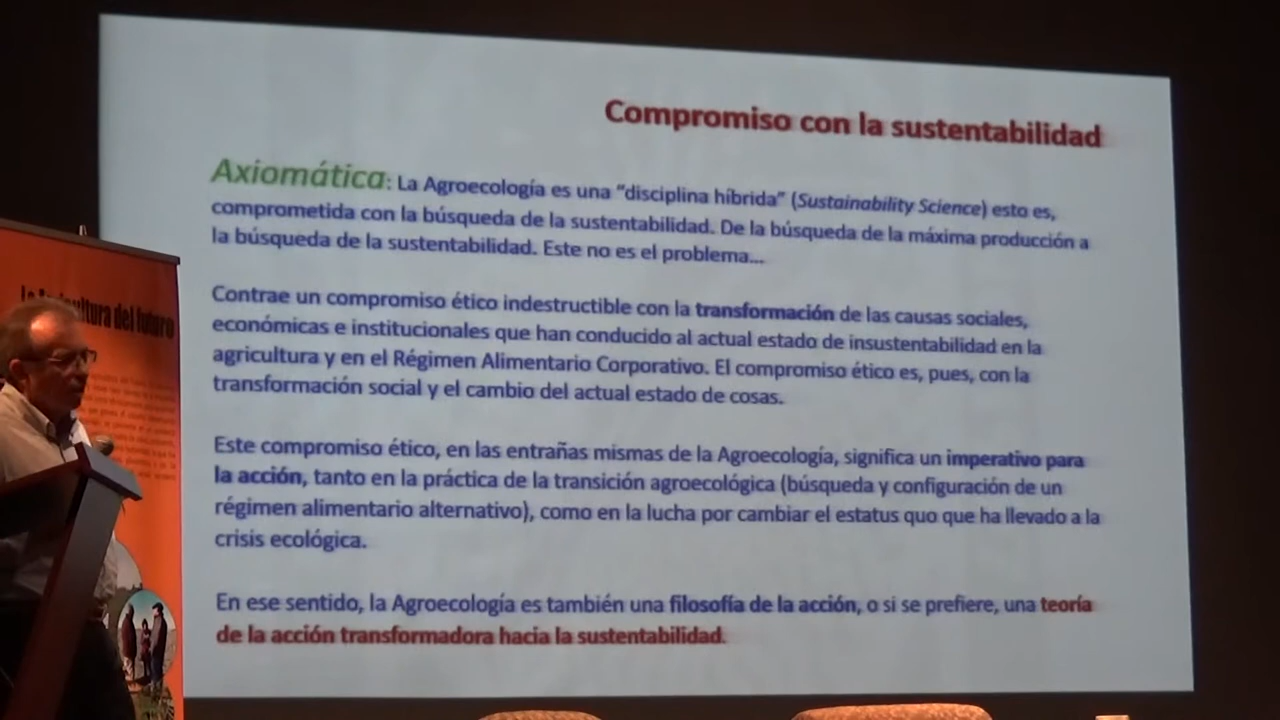 Compromiso con la sustentabilidad
Axiomática: La Agroecología es una “disciplina híbrida” (Sustainability Science) esto es,
comprometida con la búsqueda de la sustentabilidad. De la búsqueda de la máxima producción a
la búsqueda de la sustentabilidad. Este no es el problema...
Contrae un compromiso ético indestructible con la transformación de las causas sociales,
económicas e institucionales que han conducido al actual estado de insustentabilidad en la
agricultura y en el Régimen Alimentario Corporativo. El compromiso ético es, pues, con la
transformación social y el cambio del actual estado de cosas.
Este compromiso ético, en las entrañas mismas de la Agroecología, significa un imperativo para
la acción, tanto en la práctica de la transición agroecológica (búsqueda y configuración de un
régimen alimentario alternativo), como en la lucha por cambiar el estatus quo que ha llevado a la
crisis ecológica.
En ese sentido, la Agroecología es también una filosofía de la acción, o si se prefiere, una teoría
de la acción transformadora hacia la sustentabilidad.
del futuro